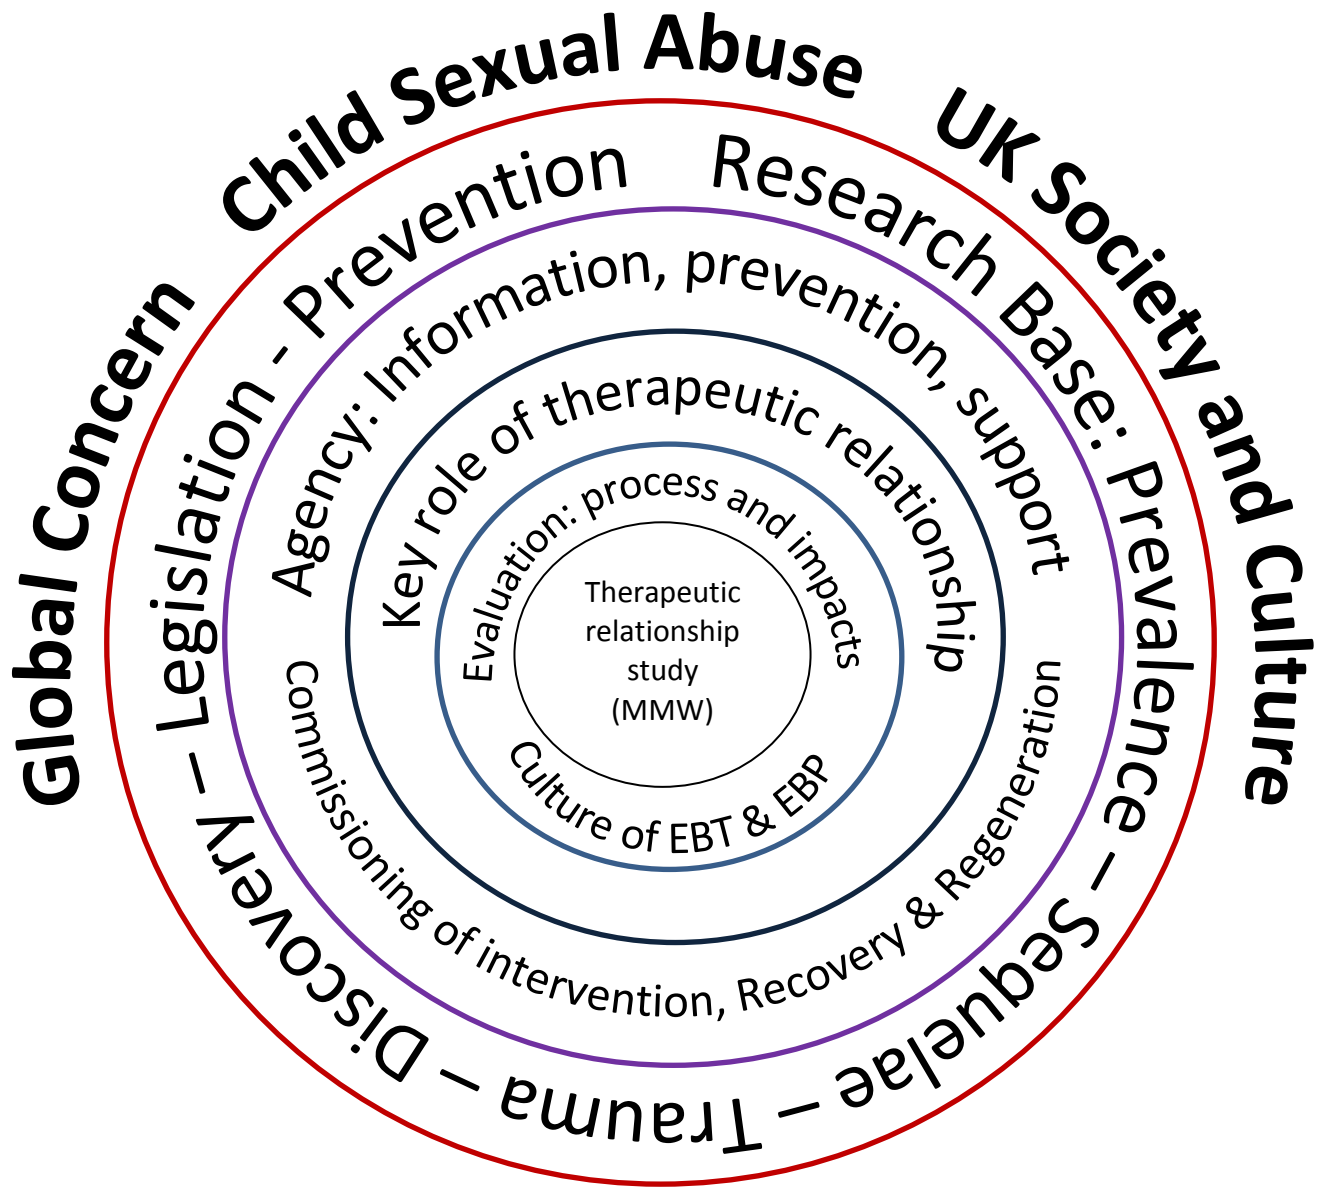 Global Concern Child Sexual Abuse UK Society and Culture
Research Base: Prevalence – Sequelae – Trauma – Discovery – Legislation - Prevention
Agency: Information, prevention, support
Commissioning of intervention, Recovery & Regeneration
Key role of therapeutic relationship
Evaluation: process and impacts
Culture of EBT & EBP
Therapeutic
relationship
study
(MMW)